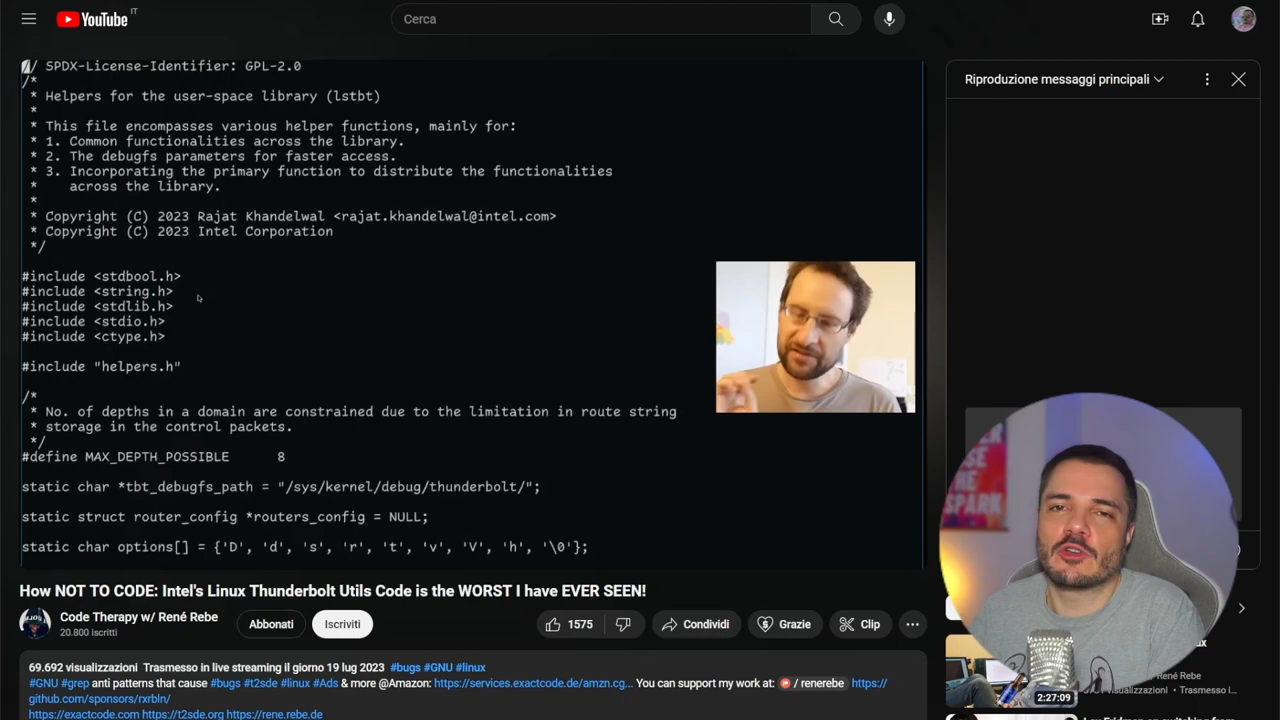 YouTube IT
Cerca
// SPDX-License-Identifier: GPL-2.0
/*
* Helpers for the user-space library (lstbt)
*
* This file encompasses various helper functions, mainly for:
* 1. Common functionalities across the library.
* 2. The debugfs parameters for faster access.
* 3. Incorporating the primary function to distribute the functionalities
* across the library.
*
* Copyright (C) 2023 Rajat Khandelwal <rajat.khandelwal@intel.com>
* Copyright (C) 2023 Intel Corporation
*/
#include <stdbool.h>
#include <string.h>
#include <stdlib.h>
#include <stdio.h>
#include <ctype.h>
#include "helpers.h"
/*
* No. of depths in a domain are constrained due to the limitation in route string
* storage in the control packets.
*/
#define MAX_DEPTH_POSSIBLE 8
static char *tbt_debugfs_path = "/sys/kernel/debug/thunderbolt/";
static struct router_config *routers_config = NULL;
static char options[] = {'D', 'd', 's', 'r', 't', 'v', 'V', 'h', '\0'};
Riproduzione messaggi principali
How NOT TO CODE: Intel's Linux Thunderbolt Utils Code is the WORST I have EVER SEEN!
Code Therapy w/ René Rebe
20.800 iscritti
Abbonati
Iscriviti
1575
Condividi
Grazie
Clip
69.692 visualizzazioni Trasmesso in live streaming il giorno 19 lug 2023 #bugs #GNU #linux
#GNU #grep anti patterns that cause #bugs #t2sde #linux #Ads & more @Amazon: https://services.exactcode.de/amzn.cg... You can support my work at: / renerebe https://
github.com/sponsors/rxrbln/
https://exactcode.com https://t2sde.org https://rene.rebe.de
SE THE
SPARK
2:27:09